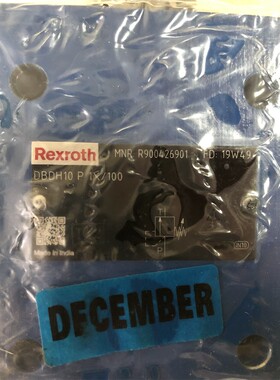 Rexroth
MNR R900426901 FD: 19W49
DBDH10 P 1X/100
P
Made in India
DECEMBER